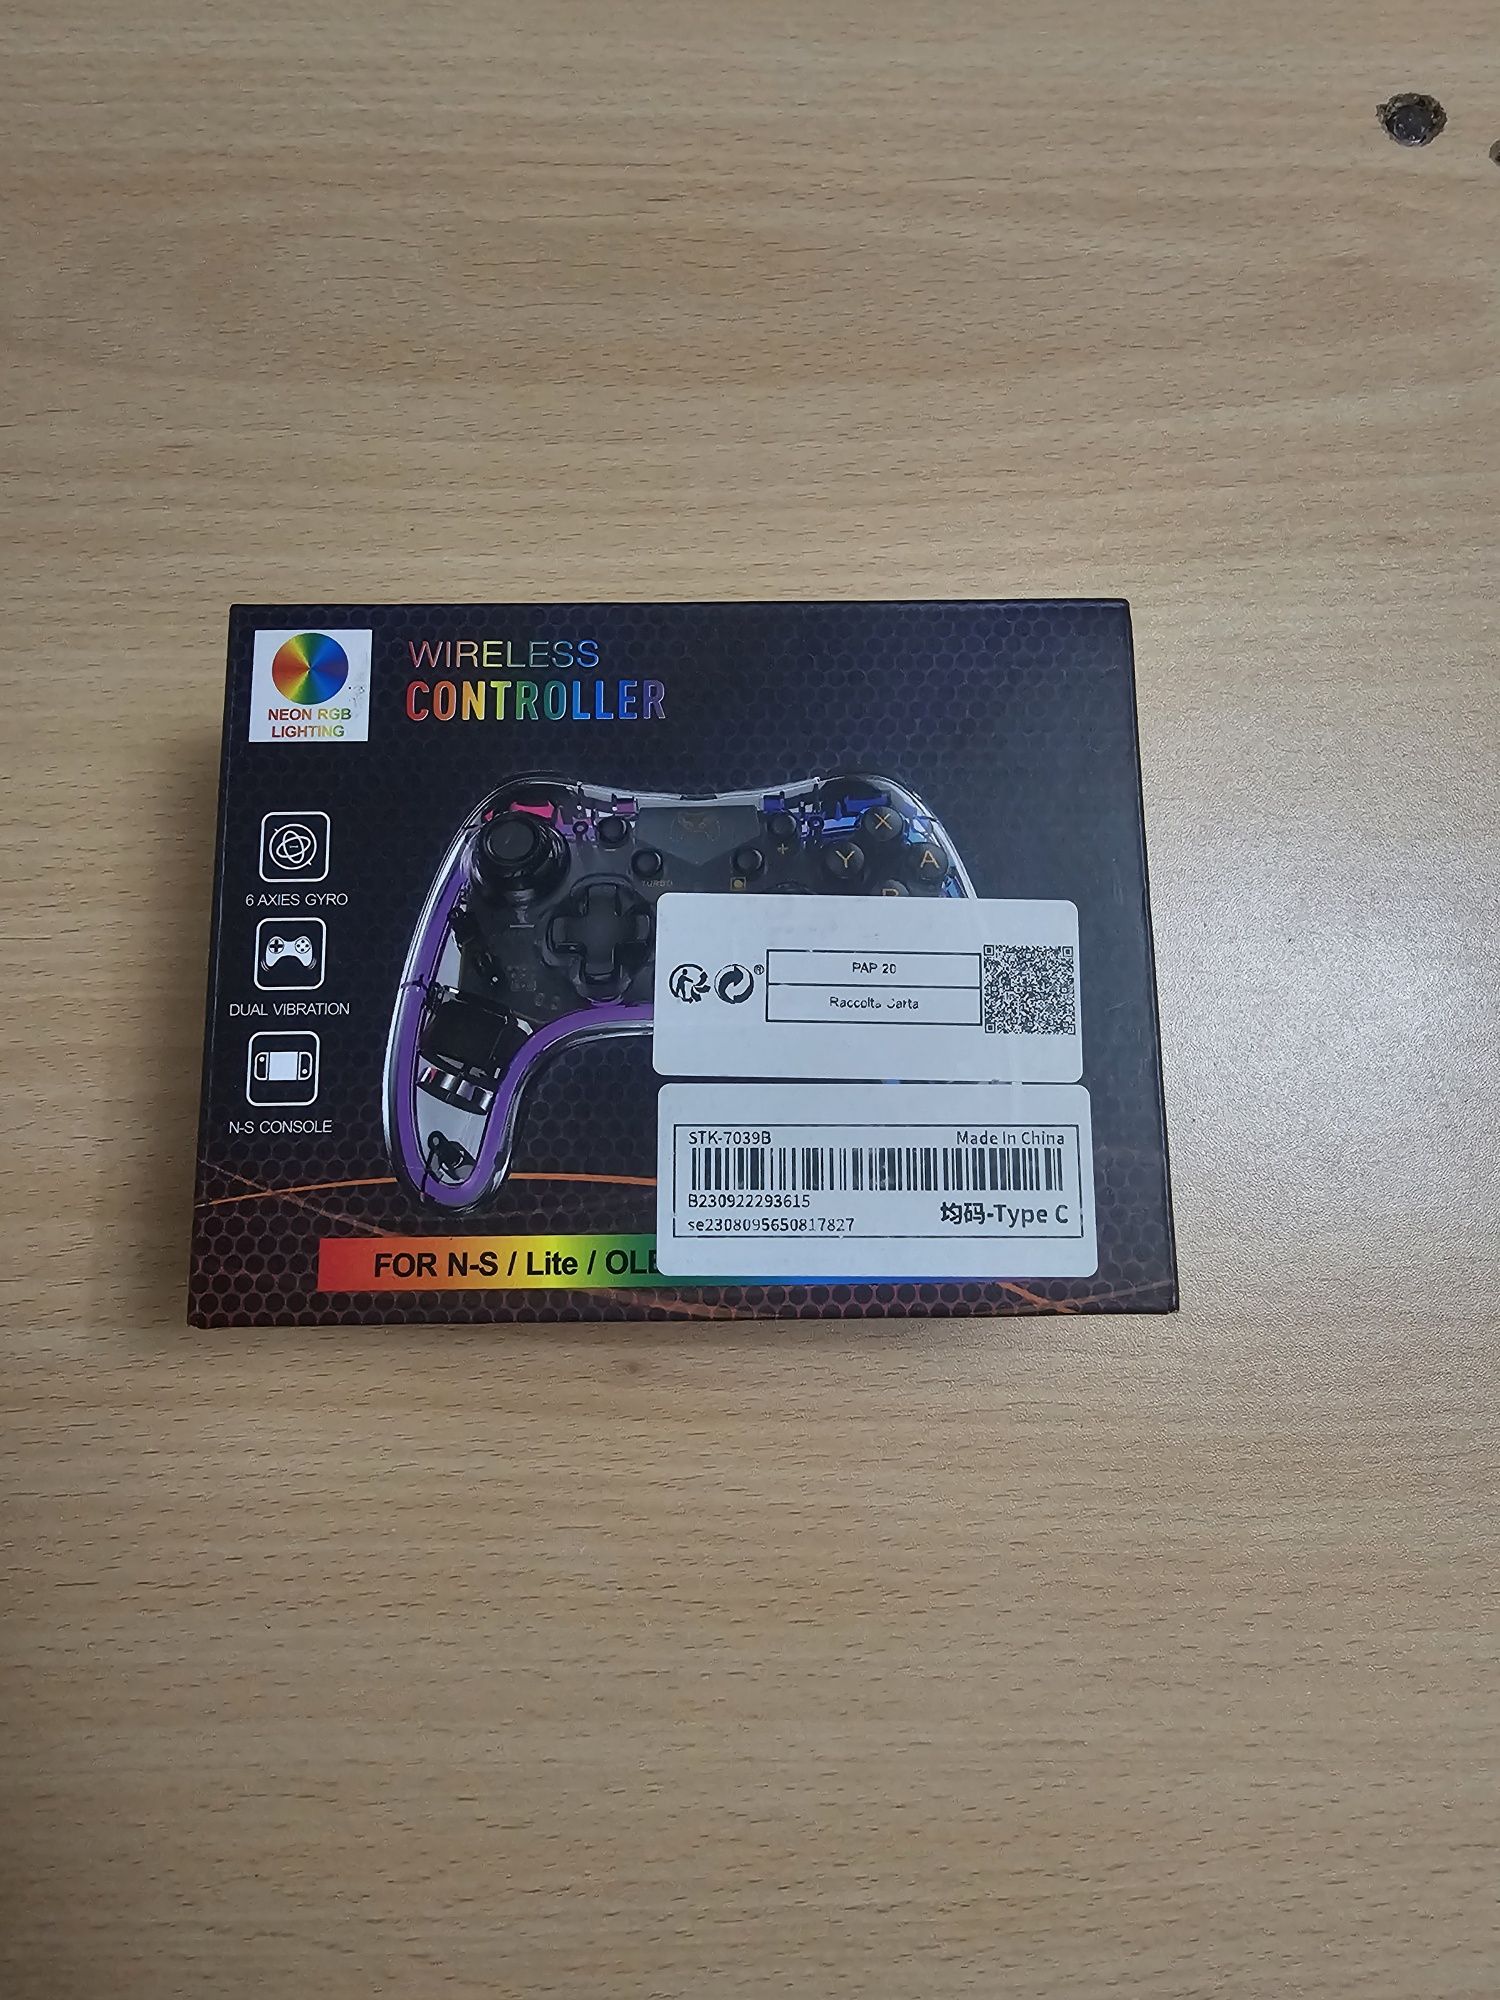 NEON RGB
LIGHTING
WIRELESS
CONTROLLER
6 AXIES GYRO
DUAL VIBRATION
N-S CONSOLE
TURBO
+
X
Y
A
B
PAP 20
Raccolta Carta
STK-7039B
Made In China
B230922293615
se2308095650817827
均码-Type C
FOR N-S / Lite / OLE